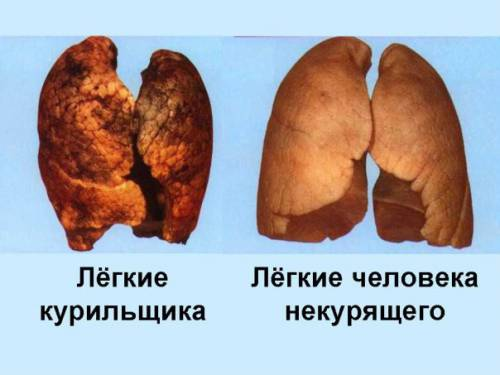 Лёгкие
курильщика
Лёгкие человека
некурящего